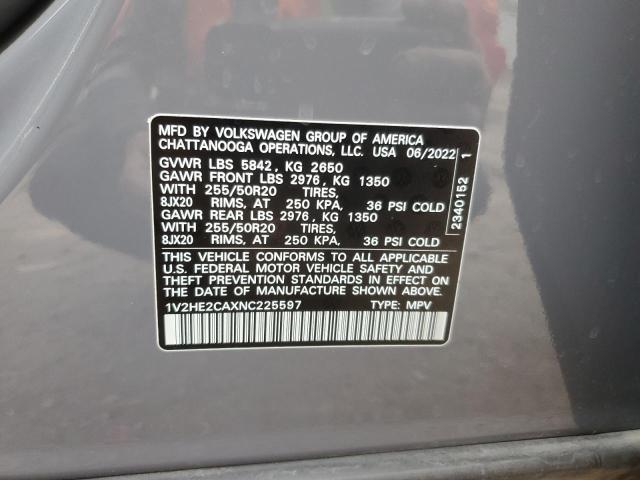 MFD BY VOLKSWAGEN GROUP OF AMERICA
CHATTANOOGA OPERATIONS, LLC. USA 06/2022
GVWR LBS 5842, KG 2650
GAWR FRONT LBS 2976, KG 1350
WITH 255/50R20 TIRES,
8JX20 RIMS, AT 250 KPA, 36 PSI COLD
GAWR REAR LBS 2976, KG 1350
WITH 255/50R20 TIRES,
8JX20 RIMS, AT 250 KPA, 36 PSI COLD
THIS VEHICLE CONFORMS TO ALL APPLICABLE
U.S. FEDERAL MOTOR VEHICLE SAFETY AND
THEFT PREVENTION STANDARDS IN EFFECT ON
THE DATE OF MANUFACTURE SHOWN ABOVE.
1V2HE2CAXNC225597 TYPE: MPV
2340152 1